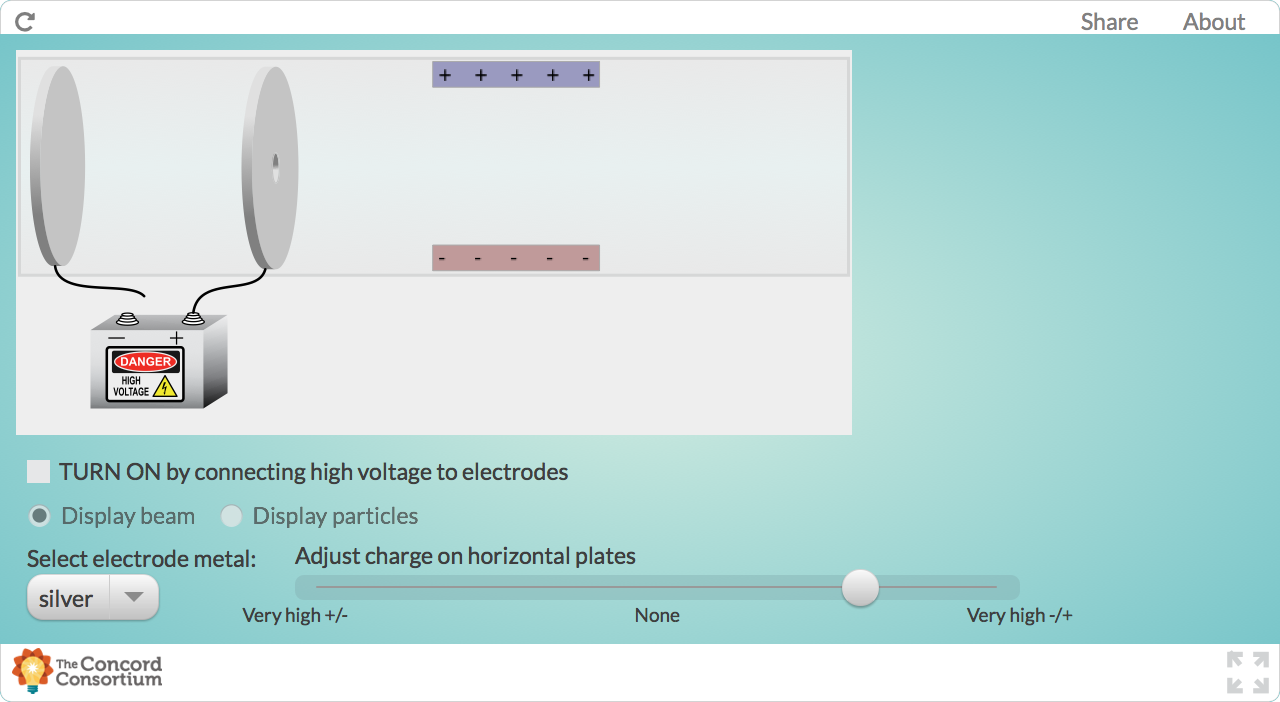 Share About
+ + + + +
- - - - -
— +
DANGER
HIGH
VOLTAGE
TURN ON by connecting high voltage to electrodes
Display beam Display particles
Select electrode metal:
silver
Adjust charge on horizontal plates
Very high +/- None Very high -/+
The Concord
Consortium